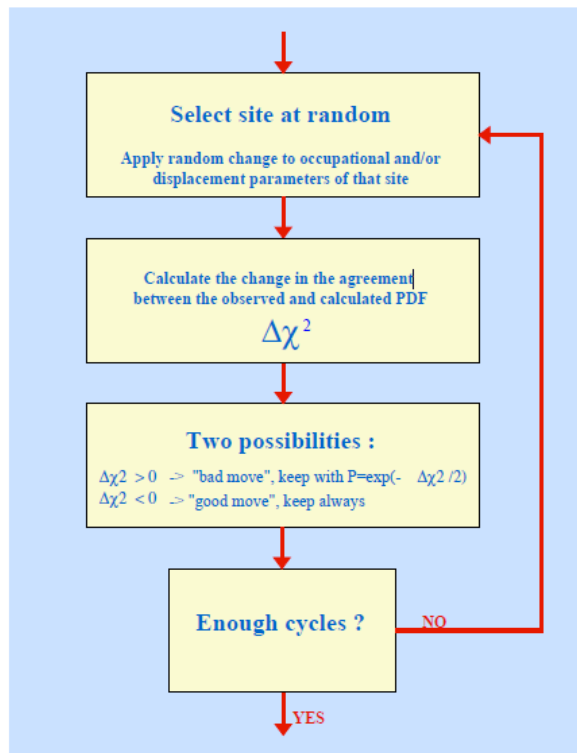 Select site at random
Apply random change to occupational and/or
displacement parameters of that site
Calculate the change in the agreement
between the observed and calculated PDF
Δχ²
Two possibilities :
Δχ2 > 0 -> "bad move", keep with P=exp(- Δχ2 /2)
Δχ2 < 0 -> "good move", keep always
Enough cycles ?
NO
YES